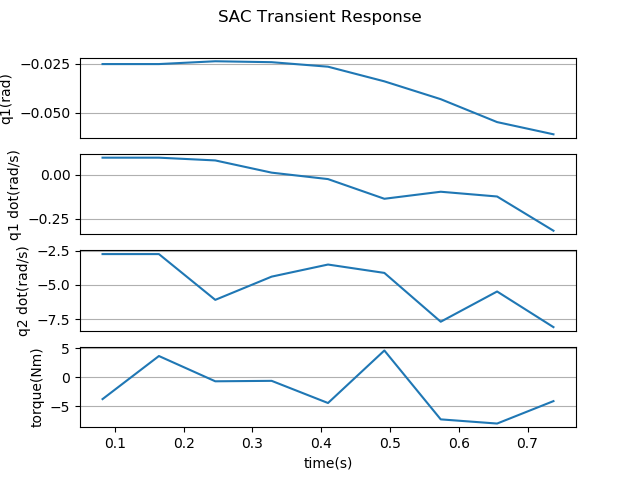 SAC Transient Response
−0.025
−0.050
q1(rad)
0.00
−0.25
q1 dot(rad/s)
−2.5
−5.0
−7.5
q2 dot(rad/s)
5
0
−5
torque(Nm)
0.1 0.2 0.3 0.4 0.5 0.6 0.7
time(s)